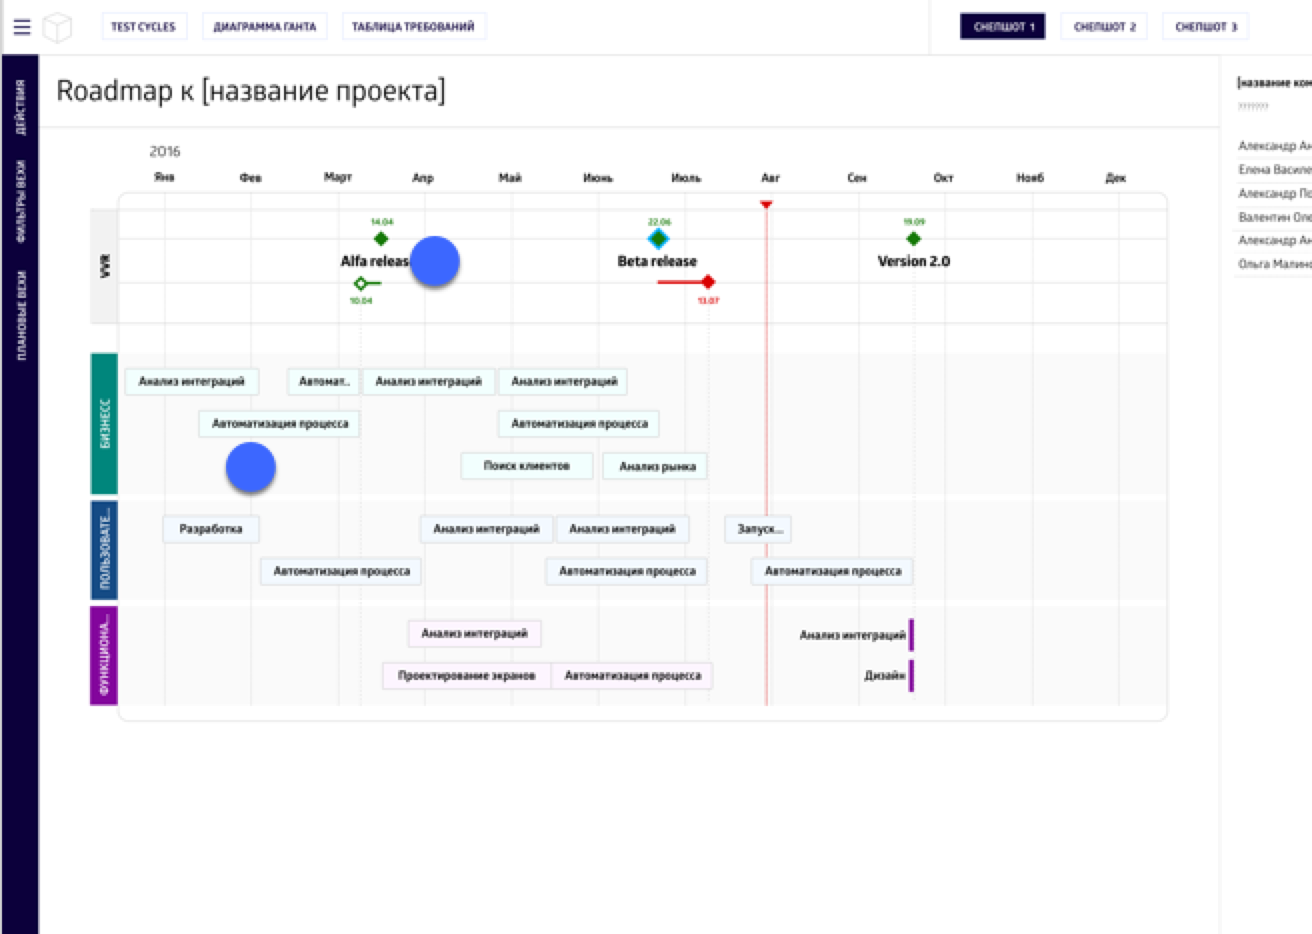 TEST CYCLES
ДИАГРАММА ГАНТА
ТАБЛИЦА ТРЕБОВАНИЙ
СНЕПШОТ 1
СНЕПШОТ 2
СНЕПШОТ 3
ДЕЙСТВИЯ
ФИЛЬТРЫ ВЕХИ
ПЛАНОВЫЕ ВЕХИ
Roadmap к [название проекта]
2016
Янв Фев Март Апр Май Июнь Июль Авг Сен Окт Нояб Дек
VVR
14.04 22.06 19.09
Alfa releas Beta release Version 2.0
10.04 13.07
БИЗНЕСС
Анализ интеграций Автомат.. Анализ интеграций Анализ интеграций
Автоматизация процесса Автоматизация процесса
Поиск клиентов Анализ рынка
ПОЛЬЗОВАТЕ...
Разработка Анализ интеграций Анализ интеграций Запуск...
Автоматизация процесса Автоматизация процесса Автоматизация процесса
ФУНКЦИОНА...
Анализ интеграций Анализ интеграций
Проектирование экранов Автоматизация процесса Дизайн
[название ком
???????
Александр Ан
Елена Василе
Александр По
Валентин Оле
Александр Ан
Ольга Малино